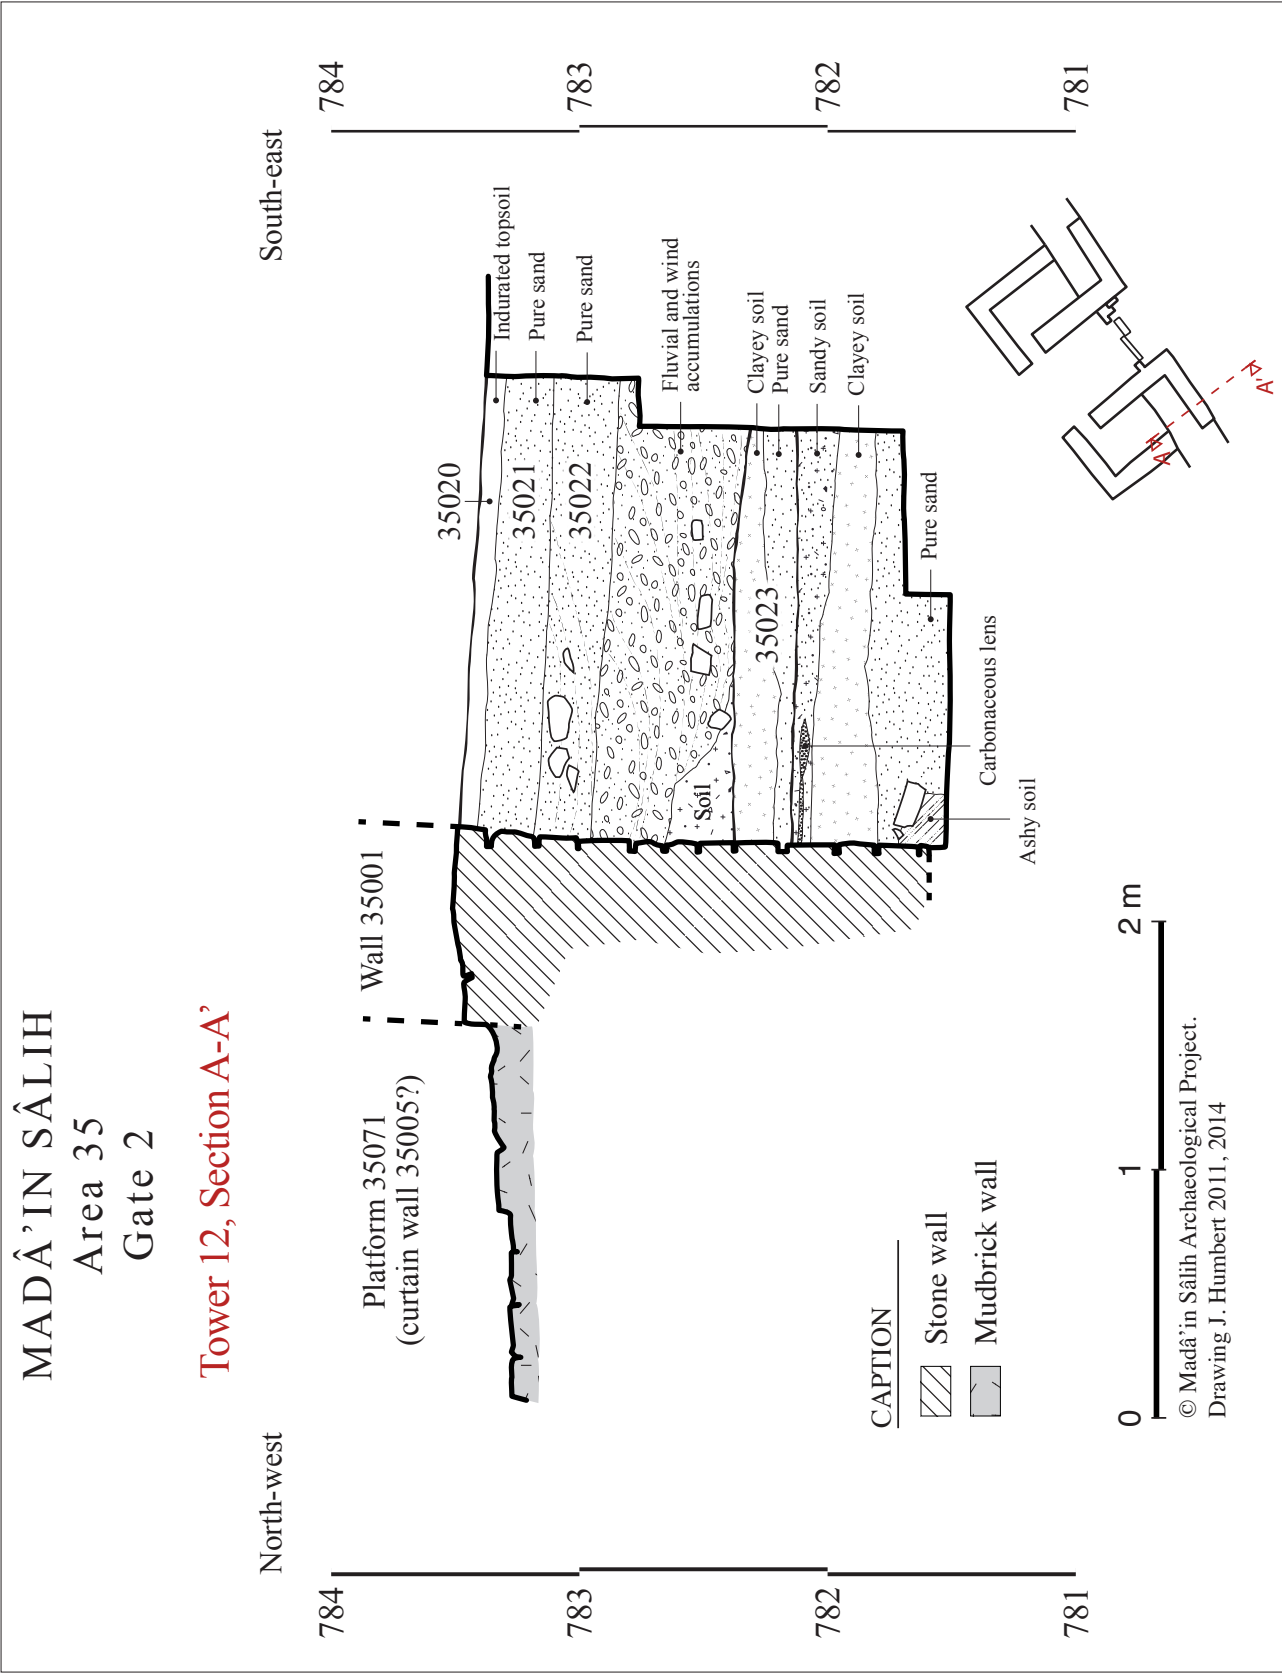 MADÂ’IN SÂLIH
Area 35
Gate 2
Tower 12, Section A-A’
North-west
South-east
784
784
783
783
782
782
781
781
Wall 35001
Platform 35071
(curtain wall 35005?)
35020
35021
35022
35023
Indurated topsoil
Pure sand
Pure sand
Fluvial and wind
accumulations
Clayey soil
Pure sand
Sandy soil
Clayey soil
Pure sand
Soil
Carbonaceous lens
Ashy soil
CAPTION
Stone wall
Mudbrick wall
0
1
2 m
© Madâ’in Sâlih Archaeological Project.
Drawing J. Humbert 2011, 2014
A
A'